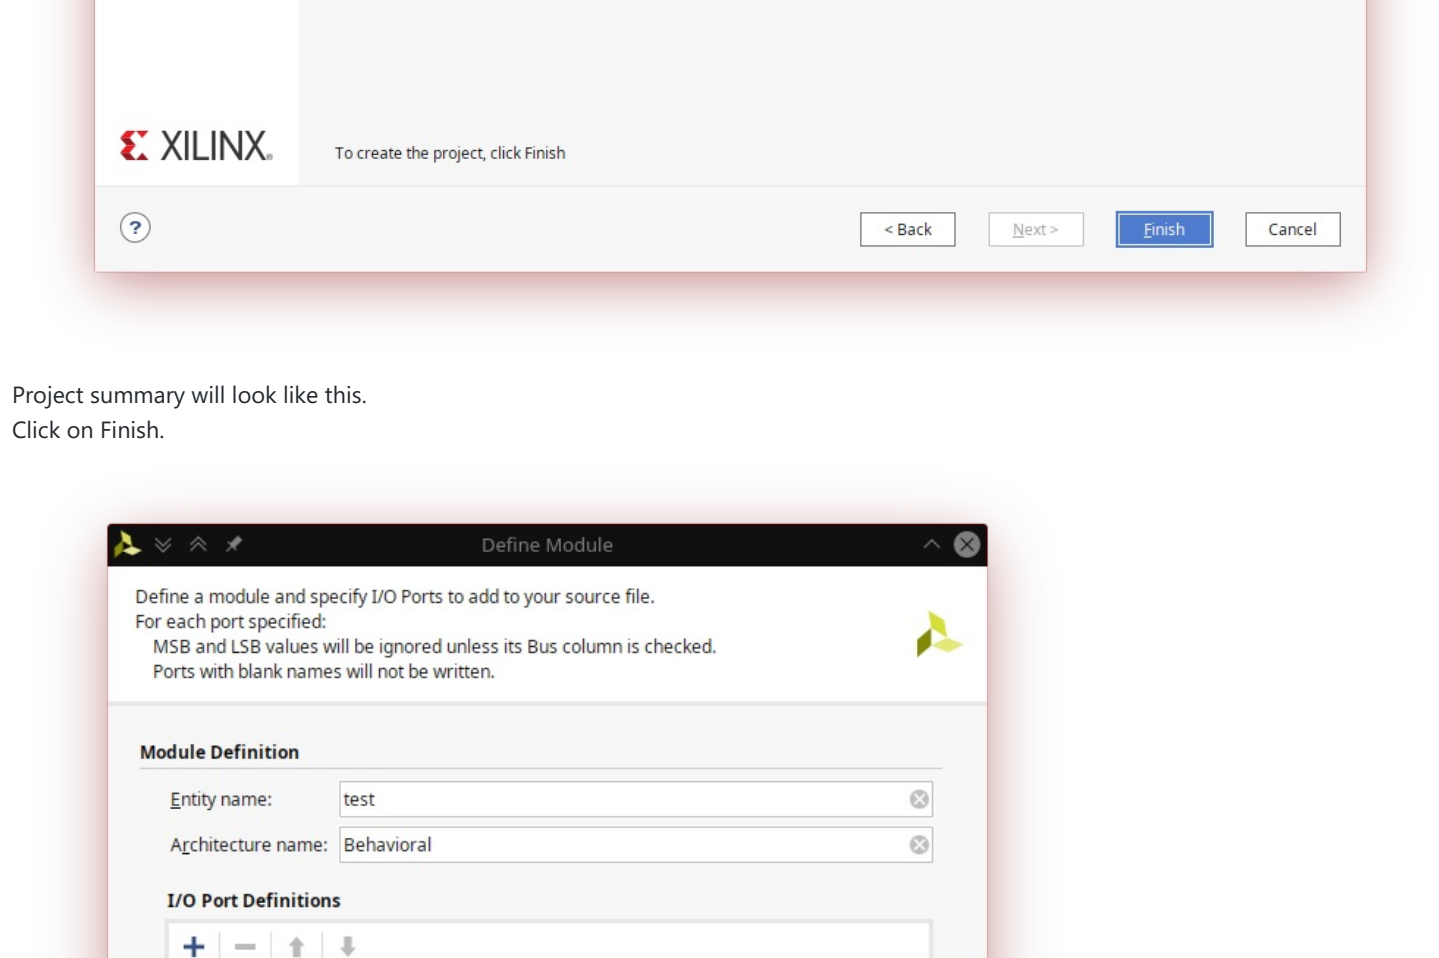 XILINX
To create the project, click Finish
?
< Back
Next >
Finish
Cancel
Project summary will look like this.
Click on Finish.
Define Module
Define a module and specify I/O Ports to add to your source file.
For each port specified:
MSB and LSB values will be ignored unless its Bus column is checked.
Ports with blank names will not be written.
Module Definition
Entity name: test
Architecture name: Behavioral
I/O Port Definitions